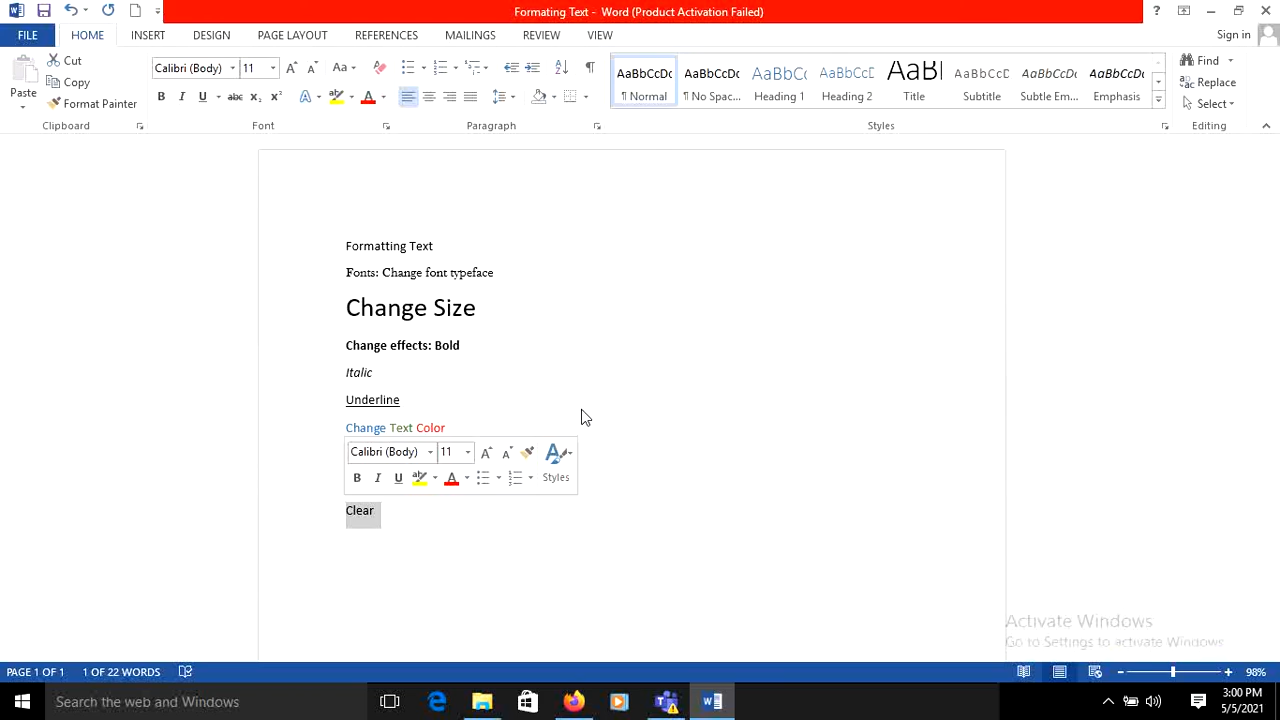 Formating Text - Word (Product Activation Failed)
FILE HOME INSERT DESIGN PAGE LAYOUT REFERENCES MAILINGS REVIEW VIEW Sign in
Paste
Cut
Copy
Format Painter
Clipboard
Calibri (Body) 11
Font
Paragraph
AaBbCcDc AaBbCcDc AaBbCc AaBbCcD AaBl AaBbCcD AaBbCcDc AaBbCcDc
¶ Normal ¶ No Spac... Heading 1 Heading 2 Title Subtitle Subtle Em... Emphasis
Styles
Find
Replace
Select
Editing
Formatting Text
Fonts: Change font typeface
Change Size
Change effects: Bold
Italic
Underline
Change Text Color
Calibri (Body) 11
B I U Styles
Clear
Activate Windows
Go to Settings to activate Windows
PAGE 1 OF 1 1 OF 22 WORDS 98%
Search the web and Windows
3:00 PM
5/5/2021